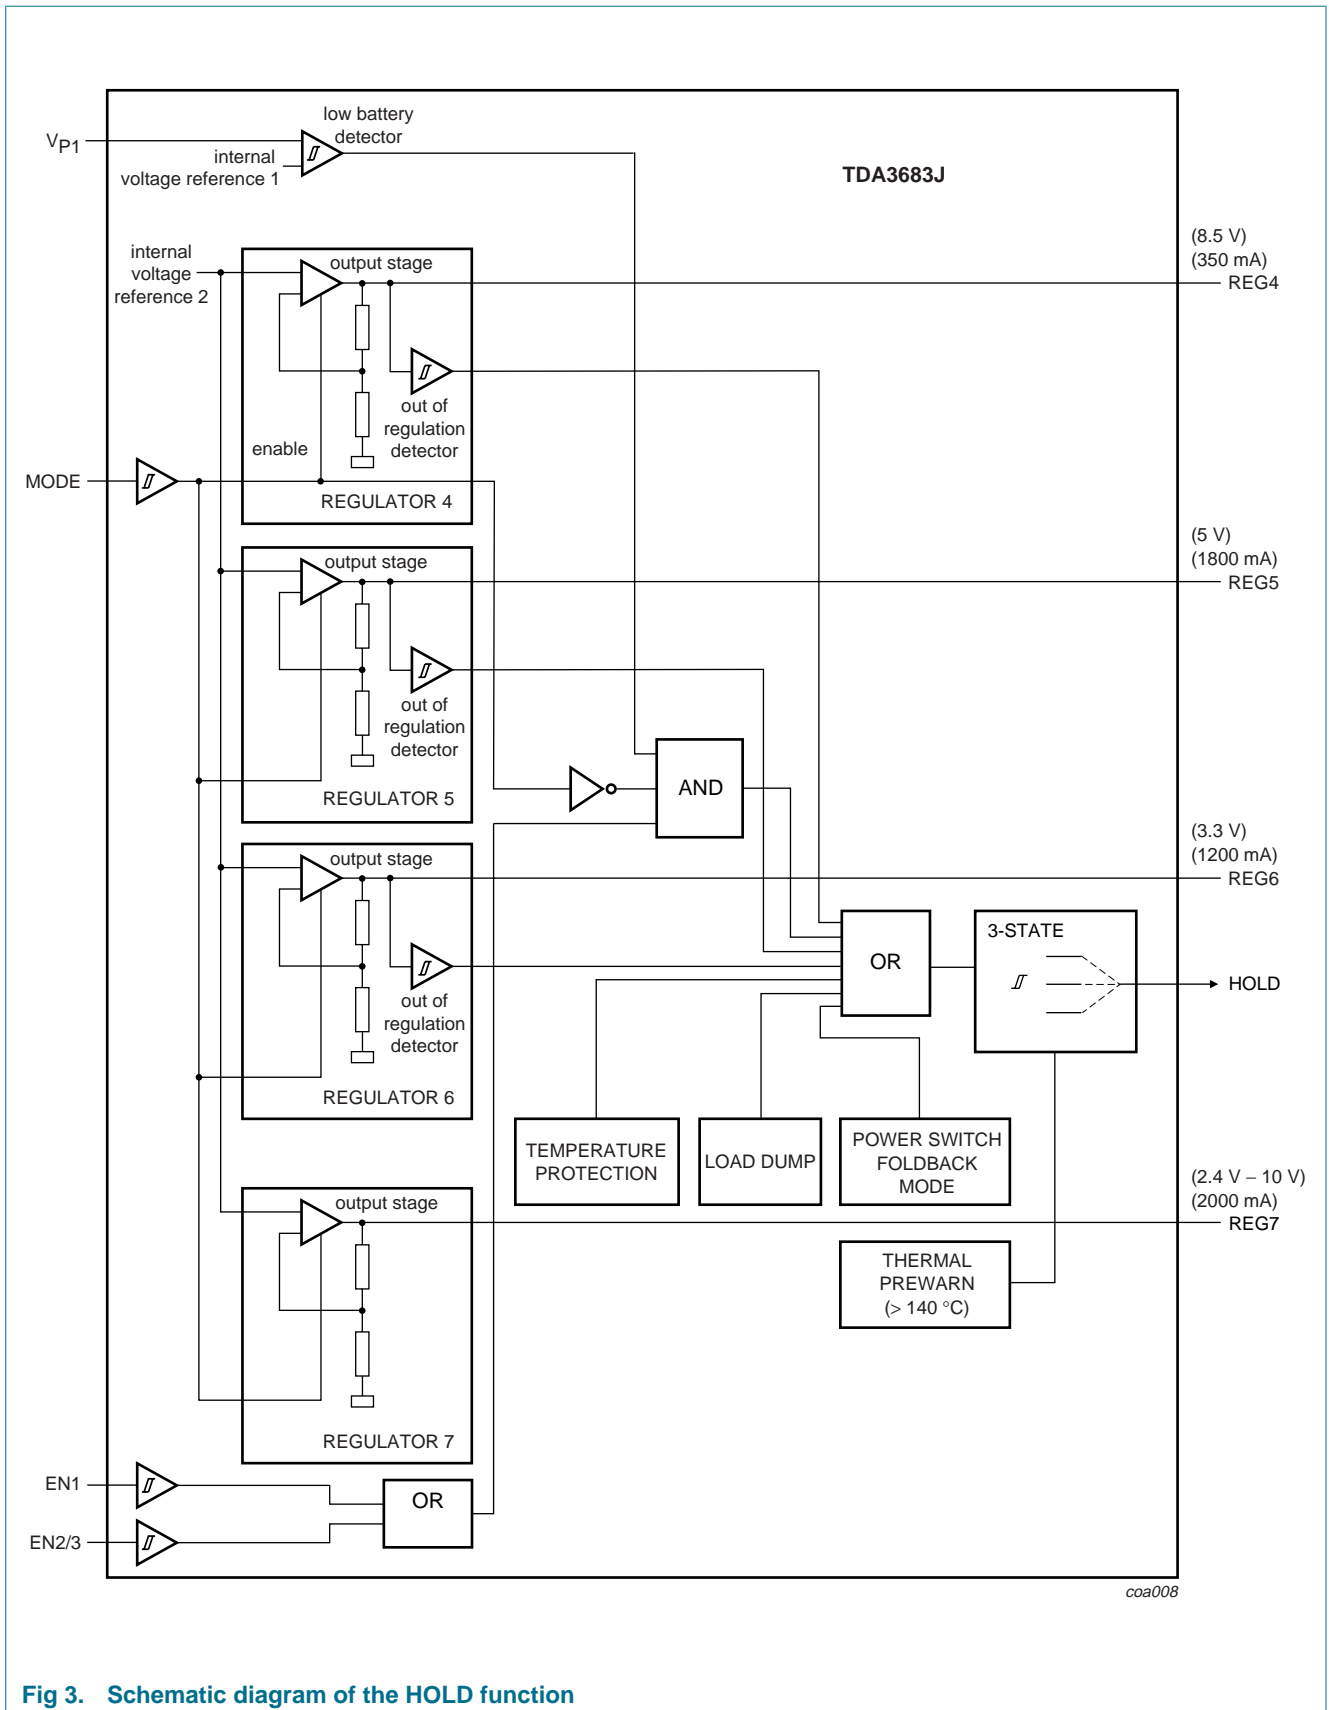 low battery
detector
VP1
internal
voltage reference 1
TDA3683J
internal
voltage
reference 2
output stage
(8.5 V)
(350 mA)
REG4
out of
regulation
detector
enable
MODE
REGULATOR 4
output stage
(5 V)
(1800 mA)
REG5
out of
regulation
detector
REGULATOR 5
AND
output stage
(3.3 V)
(1200 mA)
REG6
out of
regulation
detector
REGULATOR 6
OR
3-STATE
HOLD
TEMPERATURE
PROTECTION
LOAD DUMP
POWER SWITCH
FOLDBACK
MODE
output stage
(2.4 V – 10 V)
(2000 mA)
REG7
THERMAL
PREWARN
(> 140 °C)
REGULATOR 7
EN1
OR
EN2/3
coa008
Fig 3. Schematic diagram of the HOLD function